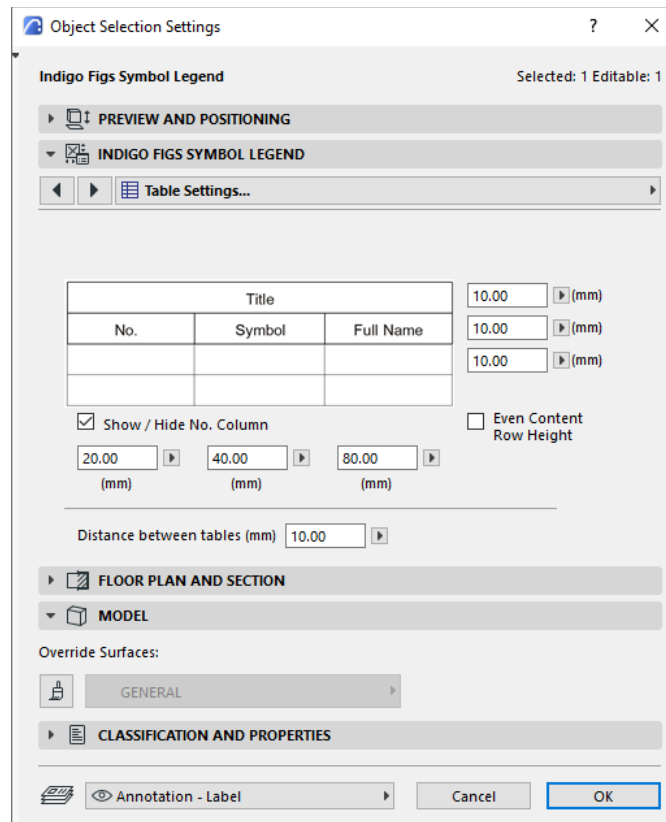 Object Selection Settings ?
Indigo Figs Symbol Legend Selected: 1 Editable: 1
PREVIEW AND POSITIONING
INDIGO FIGS SYMBOL LEGEND
Table Settings...
Title 10.00 (mm)
No. Symbol Full Name 10.00 (mm)
10.00 (mm)
Show / Hide No. Column Even Content
Row Height
20.00 40.00 80.00
(mm) (mm) (mm)
Distance between tables (mm) 10.00
FLOOR PLAN AND SECTION
MODEL
Override Surfaces:
GENERAL
CLASSIFICATION AND PROPERTIES
Annotation - Label Cancel OK